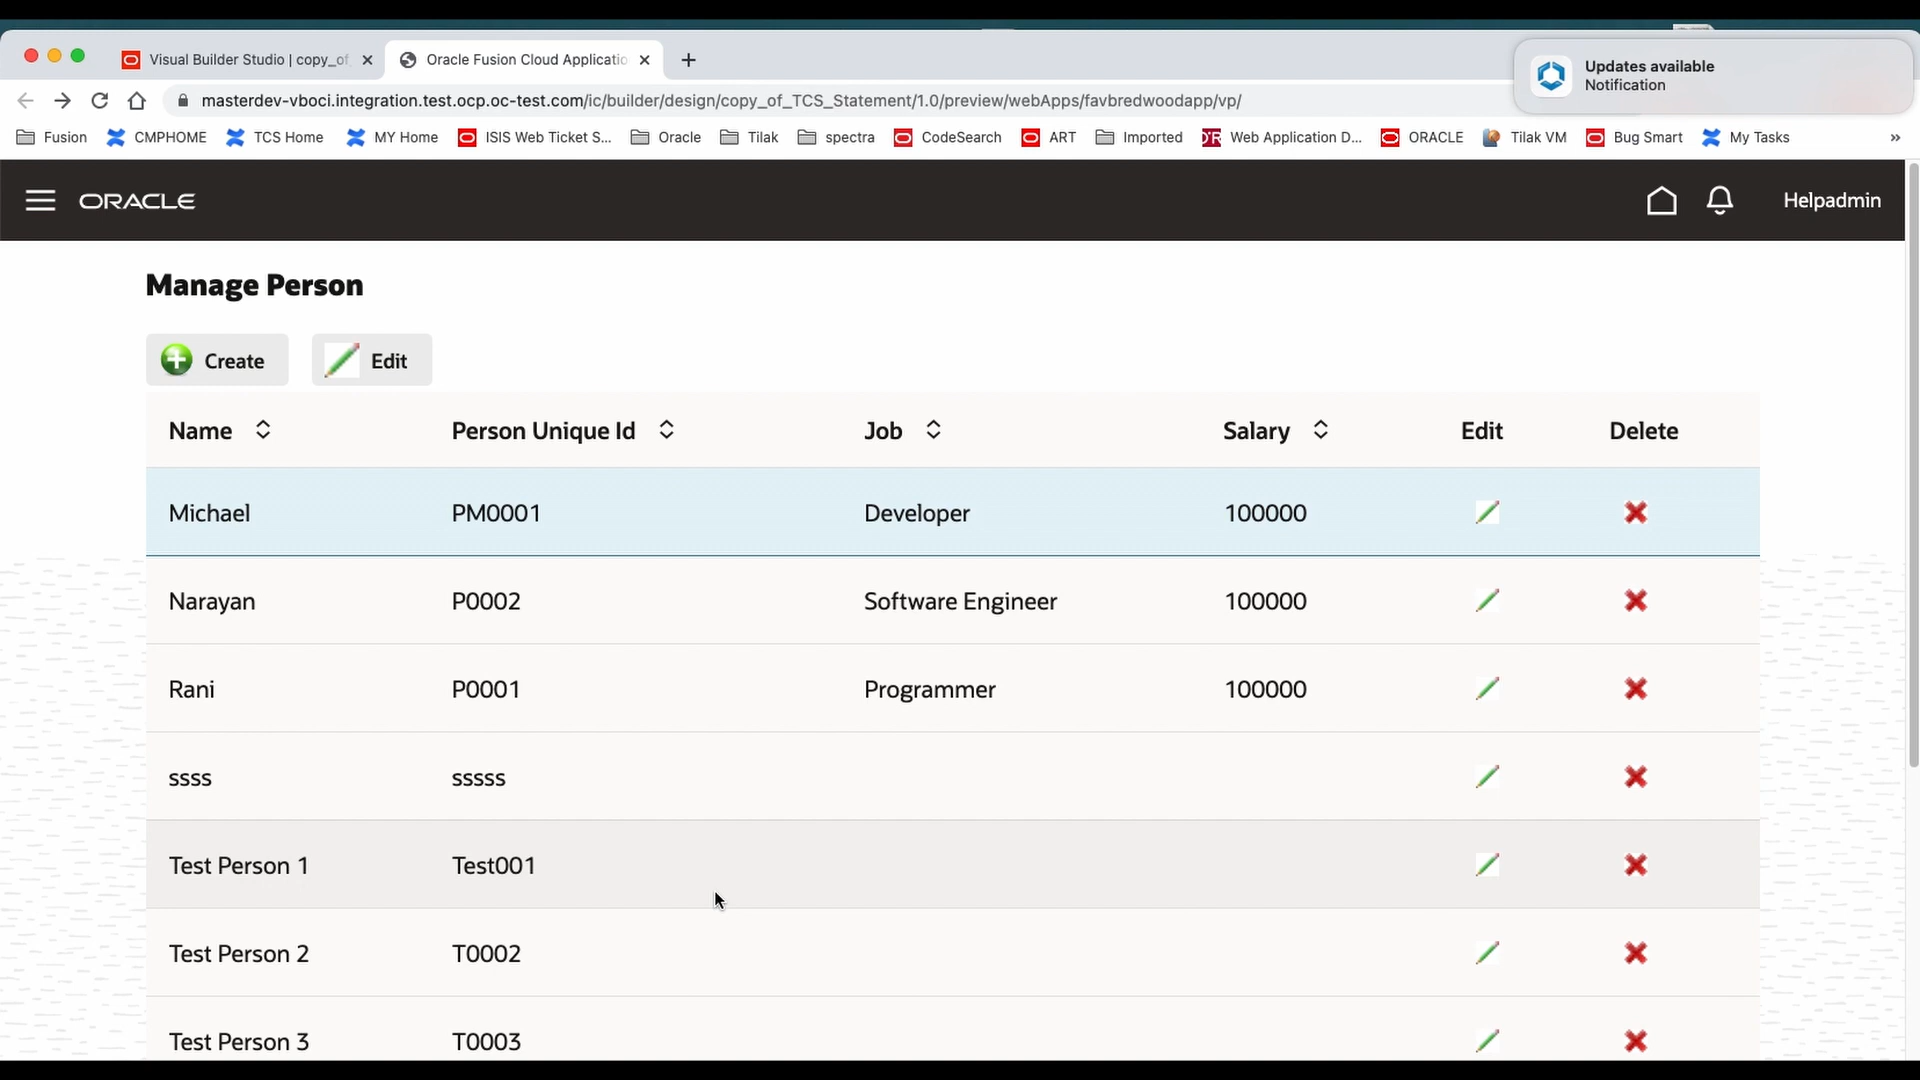 Visual Builder Studio | copy_of
Oracle Fusion Cloud Applicatio
Updates available
Notification
masterdev-vboci.integration.test.ocp.oc-test.com/ic/builder/design/copy_of_TCS_Statement/1.0/preview/webApps/favbredwoodapp/vp/
Fusion CMPHOME TCS Home MY Home ISIS Web Ticket S... Oracle Tilak spectra CodeSearch ART Imported Web Application D... ORACLE Tilak VM Bug Smart My Tasks »
ORACLE Helpadmin
Manage Person
Create Edit
Name Person Unique Id Job Salary Edit Delete
Michael PM0001 Developer 100000
Narayan P0002 Software Engineer 100000
Rani P0001 Programmer 100000
ssss sssss
Test Person 1 Test001
Test Person 2 T0002
Test Person 3 T0003